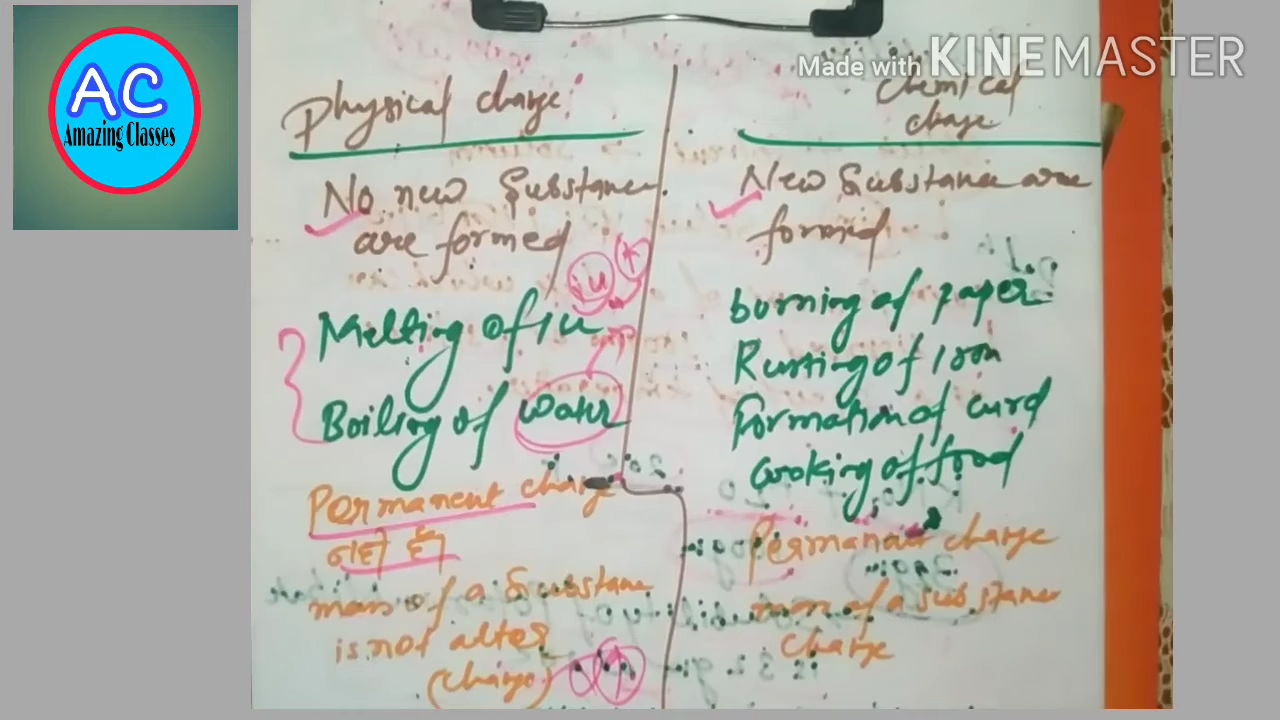 AC
Amazing Classes
Made with KINEMASTER
Physical change
No new Substance
are formed
Melting of ice
Boiling of water
Permanent change
नहीं है
mass of a Substance
is not alter
(change)
Chemical
change
New Substance are
formed
burning of paper
Rusting of Iron
Formation of curd
Cooking of food
Permanent change
mass of a substance
change